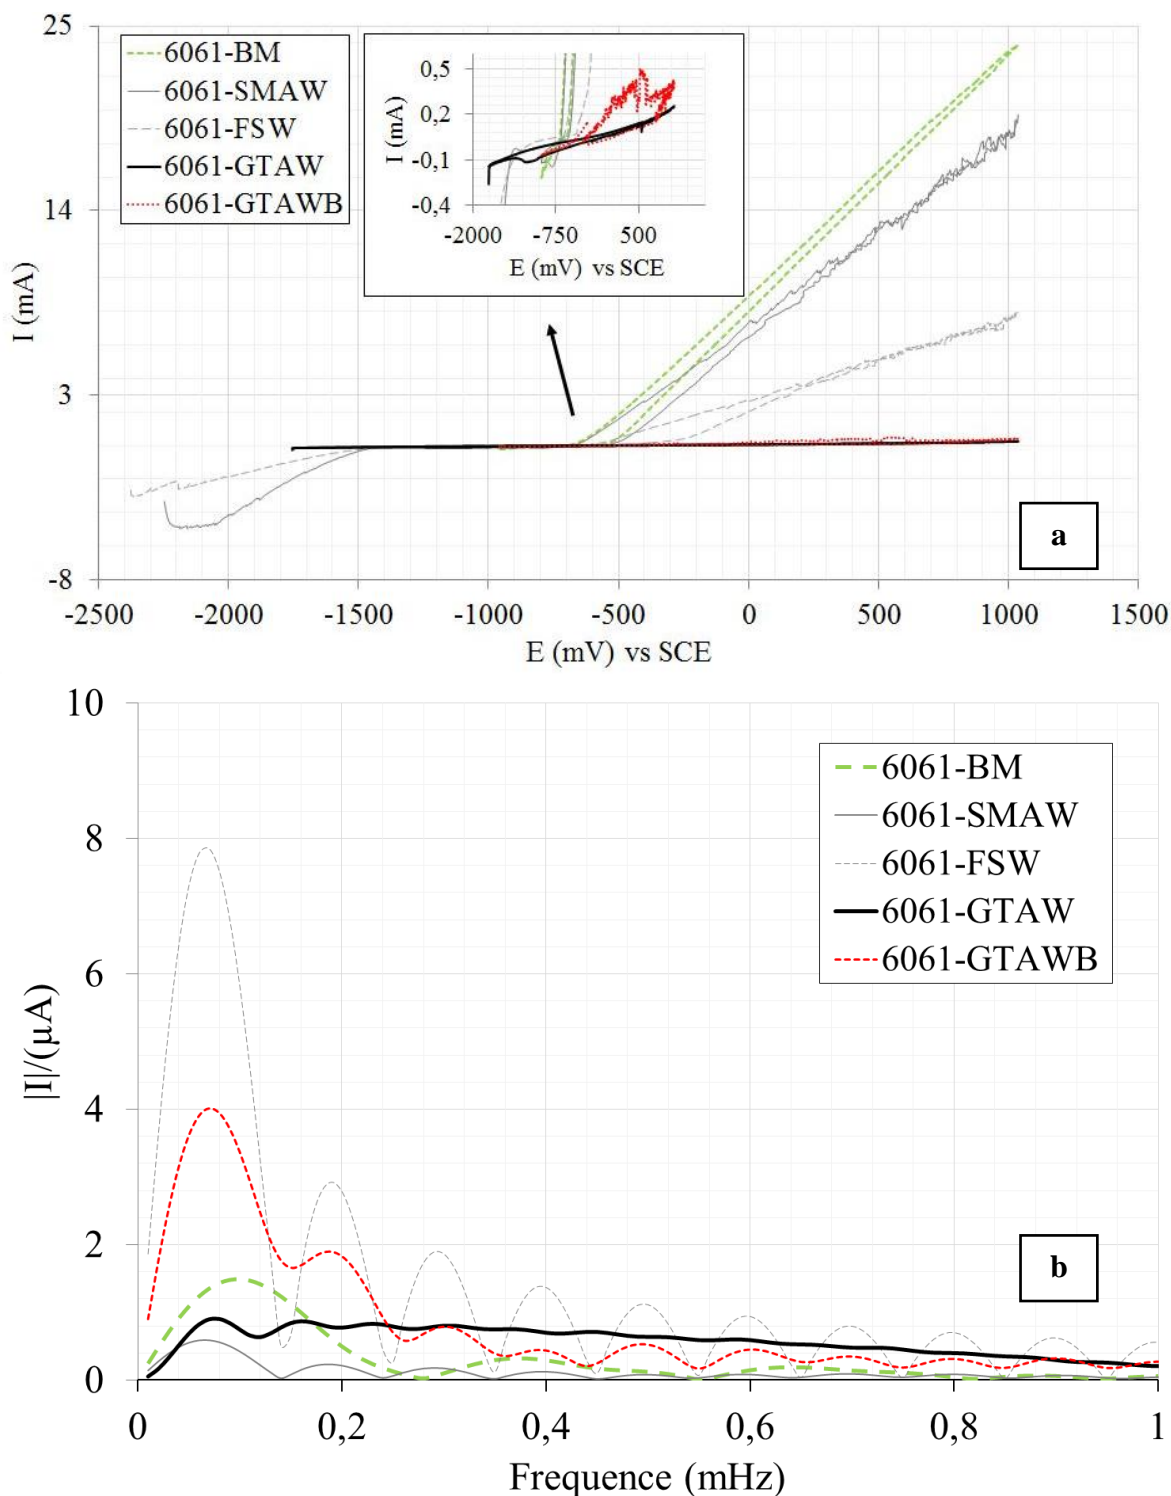 25
14
3
-8
I (mA)
6061-BM
6061-SMAW
6061-FSW
6061-GTAW
6061-GTAWB
0,5
0,2
-0,1
-0,4
I (mA)
-2000 -750 500
E (mV) vs SCE
a
-2500 -2000 -1500 -1000 -500 0 500 1000 1500
E (mV) vs SCE
10
8
6
4
2
0
|I|/(µA)
6061-BM
6061-SMAW
6061-FSW
6061-GTAW
6061-GTAWB
b
0 0,2 0,4 0,6 0,8 1
Frequence (mHz)